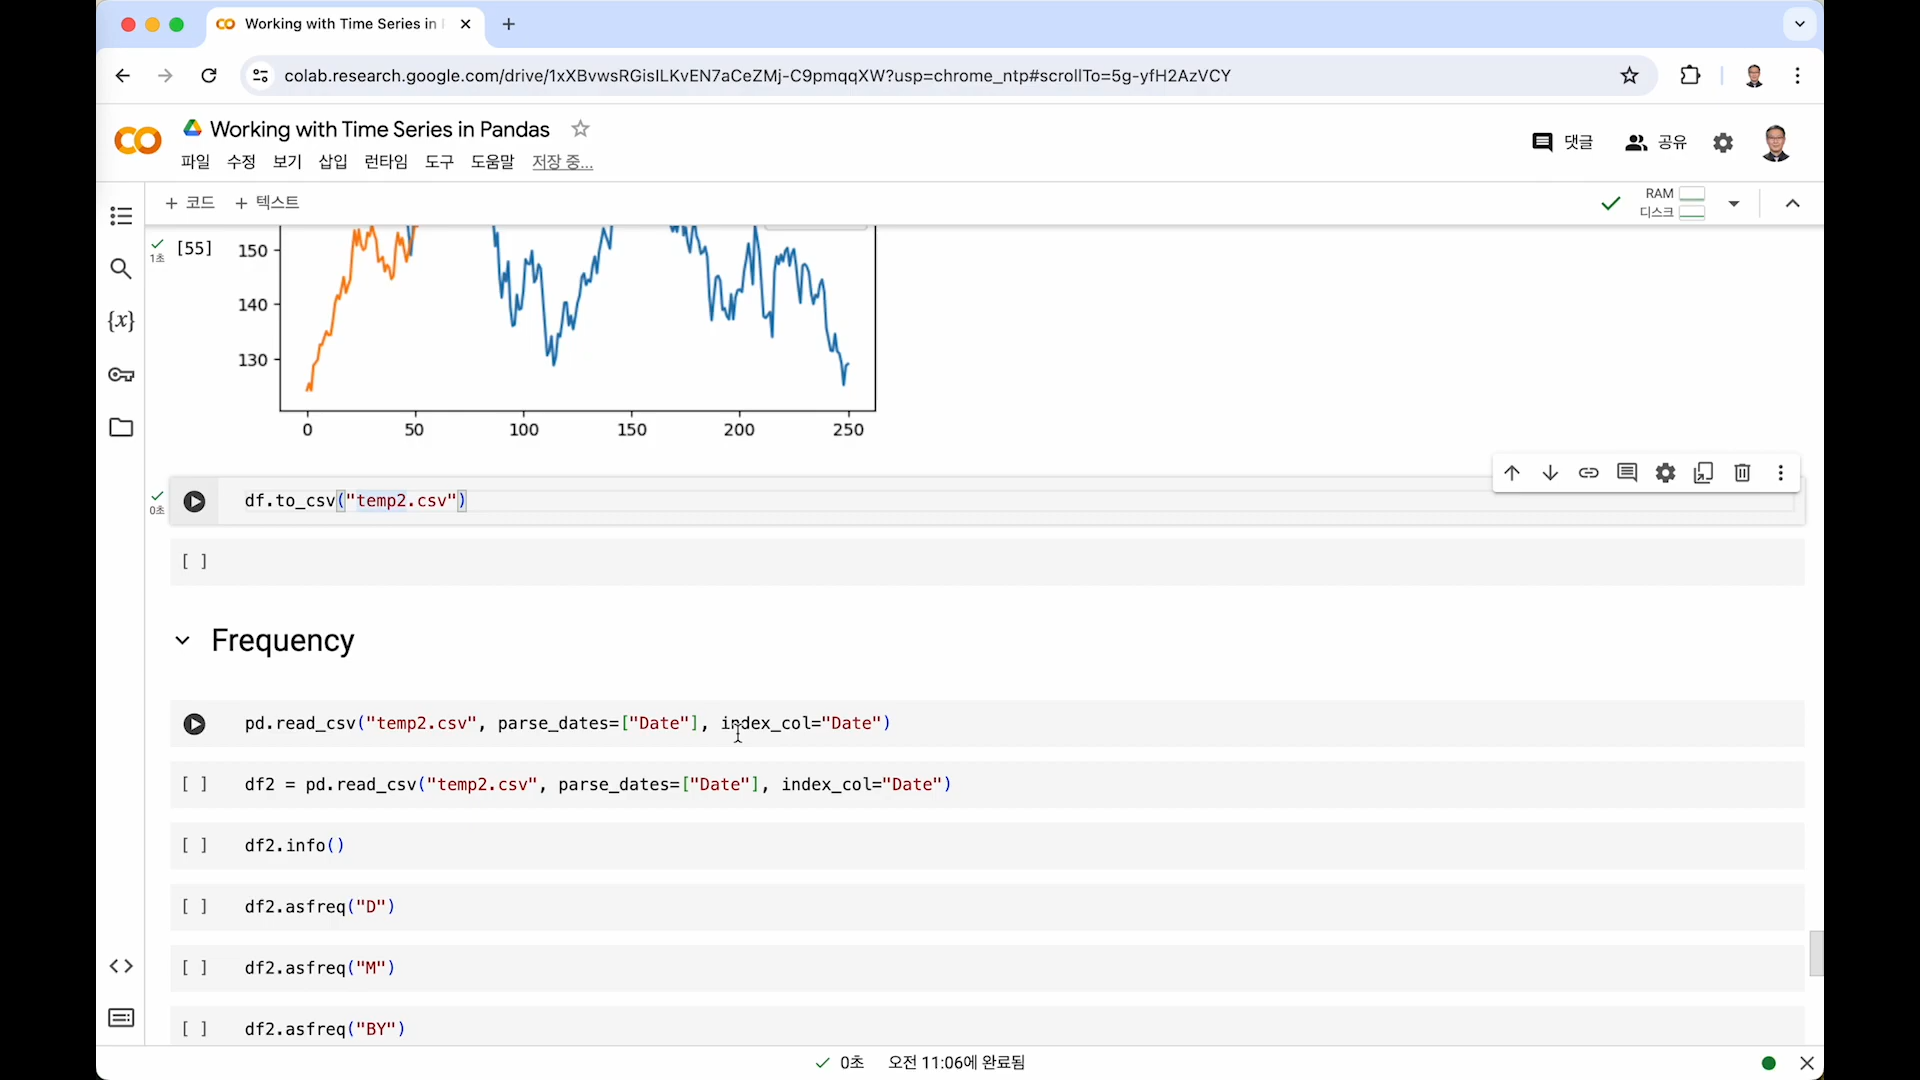 Working with Time Series in
colab.research.google.com/drive/1xXBvwsRGisILKvEN7aCeZMj-C9pmqqXW?usp=chrome_ntp#scrollTo=5g-yfH2AzVCY
Working with Time Series in Pandas
파일 수정 보기 삽입 런타임 도구 도움말 저장 중...
댓글 공유
+ 코드 + 텍스트
RAM
디스크
[55]
1초
150
140
130
0 50 100 150 200 250
0초
df.to_csv("temp2.csv")
[ ]
Frequency
pd.read_csv("temp2.csv", parse_dates=["Date"], index_col="Date")
[ ] df2 = pd.read_csv("temp2.csv", parse_dates=["Date"], index_col="Date")
[ ] df2.info()
[ ] df2.asfreq("D")
[ ] df2.asfreq("M")
[ ] df2.asfreq("BY")
0초 오전 11:06에 완료됨